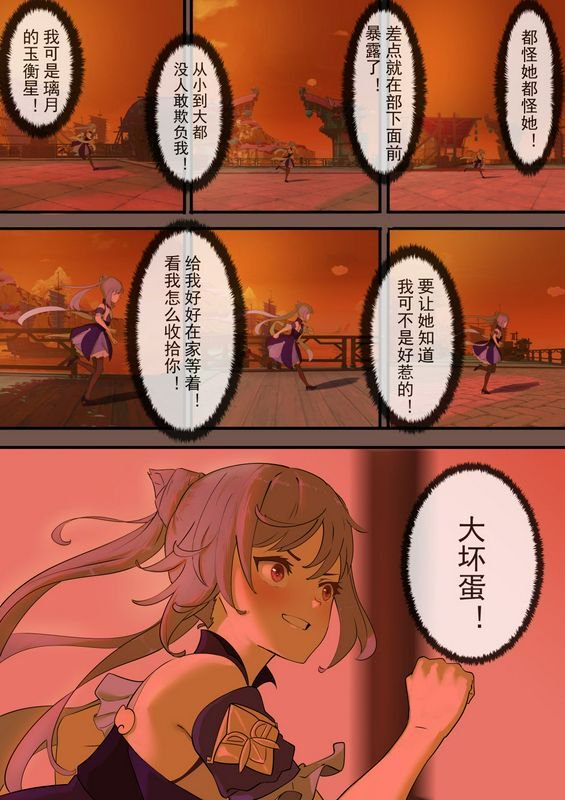 都怪她都怪她！
差点就在部下面前
暴露了！
从小到大都
没人敢欺负我！
我可是璃月
的玉衡星！
要让她知道
我可不是好惹的！
给我好好在家等着！
看我怎么收拾你！
大坏蛋！